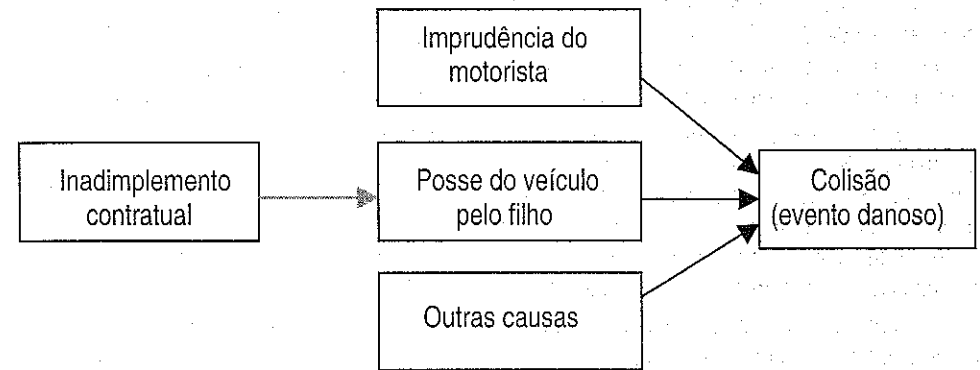 Imprudência do
motorista
Inadimplemento
contratual
Posse do veículo
pelo filho
Colisão
(evento danoso)
Outras causas